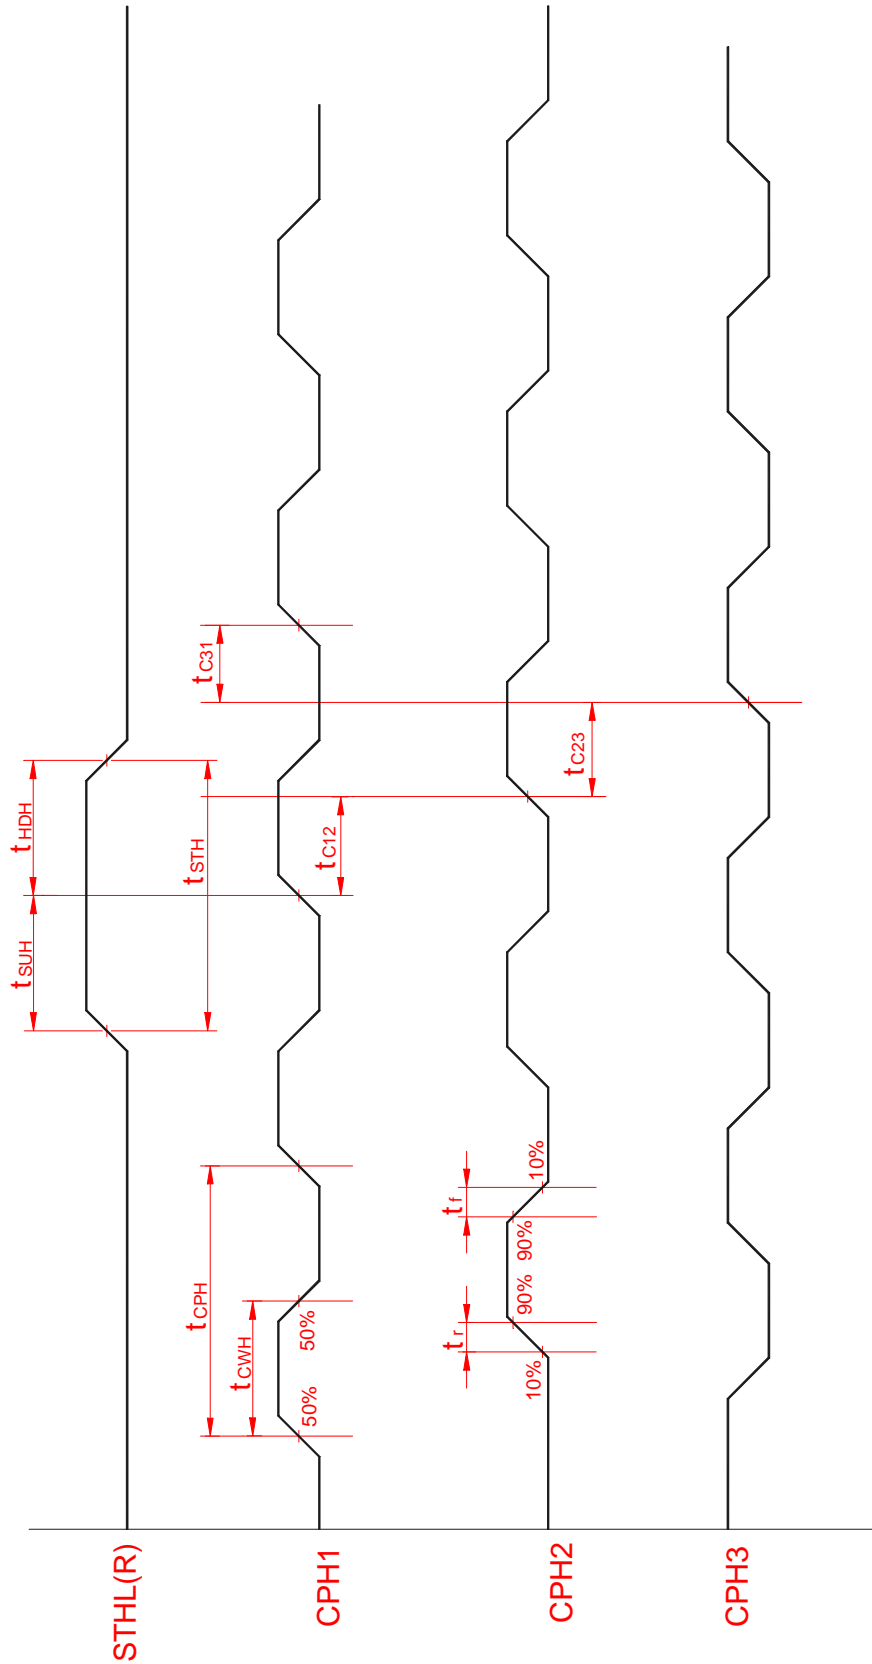 STHL(R)
tSUH
tHDH
tSTH
CPH1
tCPH
tCWH
50%
50%
tC12
tC31
CPH2
tr
tf
10%
90%
90%
10%
tC23
CPH3